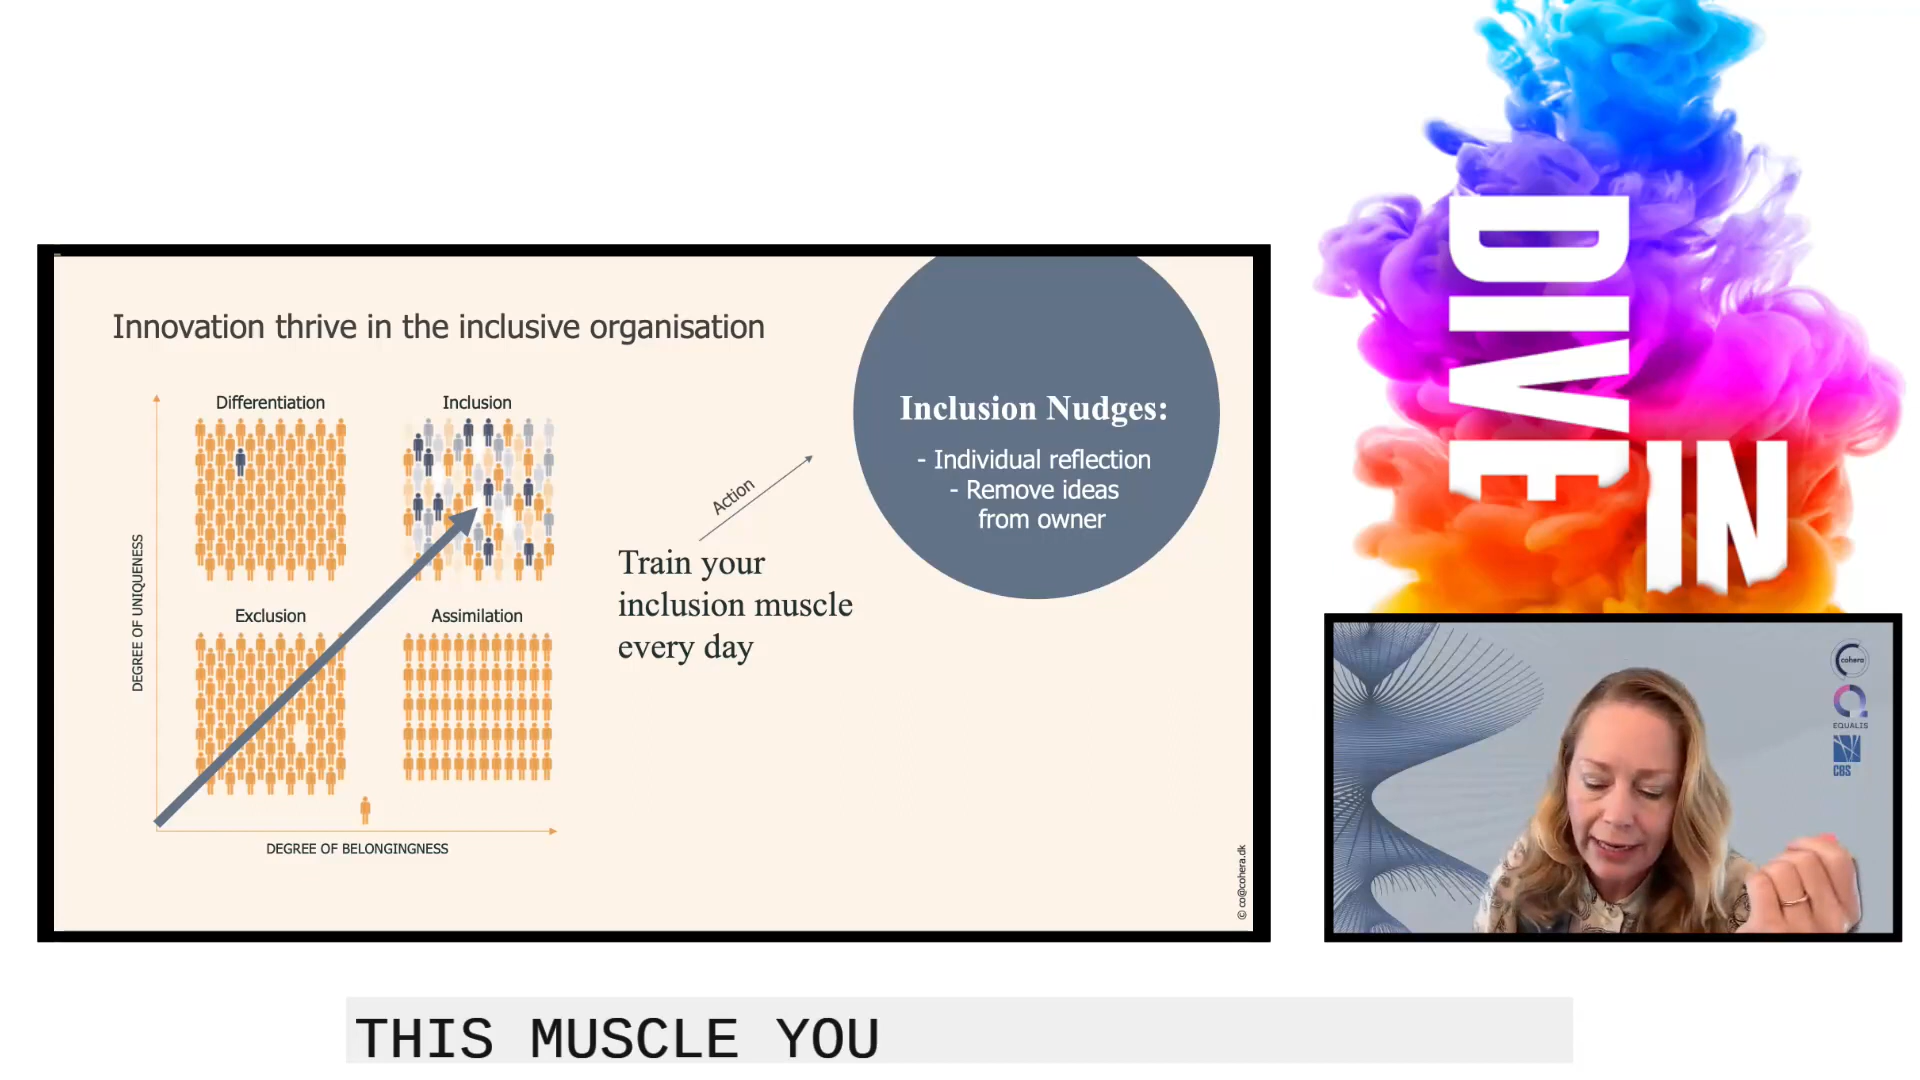 Innovation thrive in the inclusive organisation
Differentiation
Inclusion
Exclusion
Assimilation
DEGREE OF UNIQUENESS
DEGREE OF BELONGINGNESS
Action
Train your
inclusion muscle
every day
Inclusion Nudges:
- Individual reflection
- Remove ideas
from owner
© co@cohera.dk
DIVE
IN
cohera
EQUALIS
CBS
THIS MUSCLE YOU